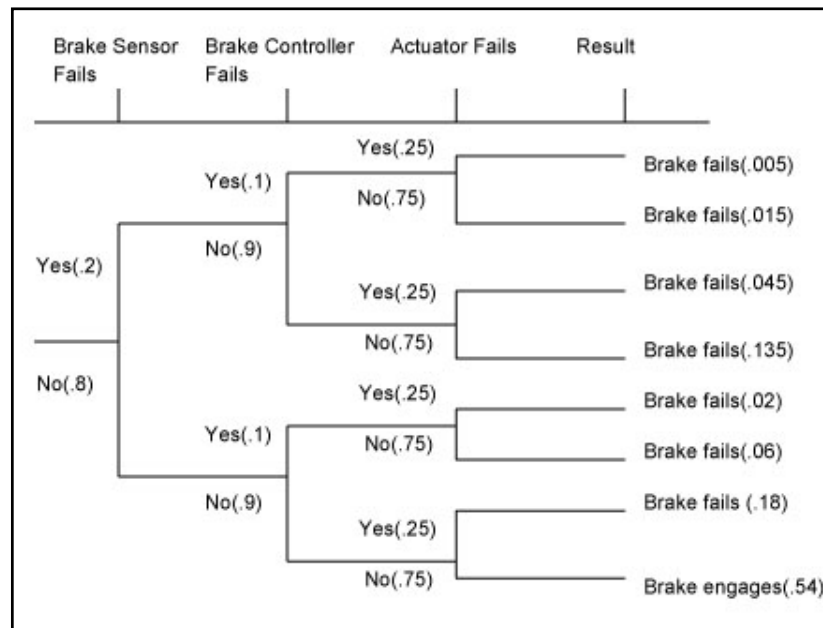 Brake Sensor Fails
Brake Controller Fails
Actuator Fails
Result
Yes(.2)
No(.8)
Yes(.1)
No(.9)
Yes(.1)
No(.9)
Yes(.25)
No(.75)
Yes(.25)
No(.75)
Yes(.25)
No(.75)
Yes(.25)
No(.75)
Brake fails(.005)
Brake fails(.015)
Brake fails(.045)
Brake fails(.135)
Brake fails(.02)
Brake fails(.06)
Brake fails (.18)
Brake engages(.54)